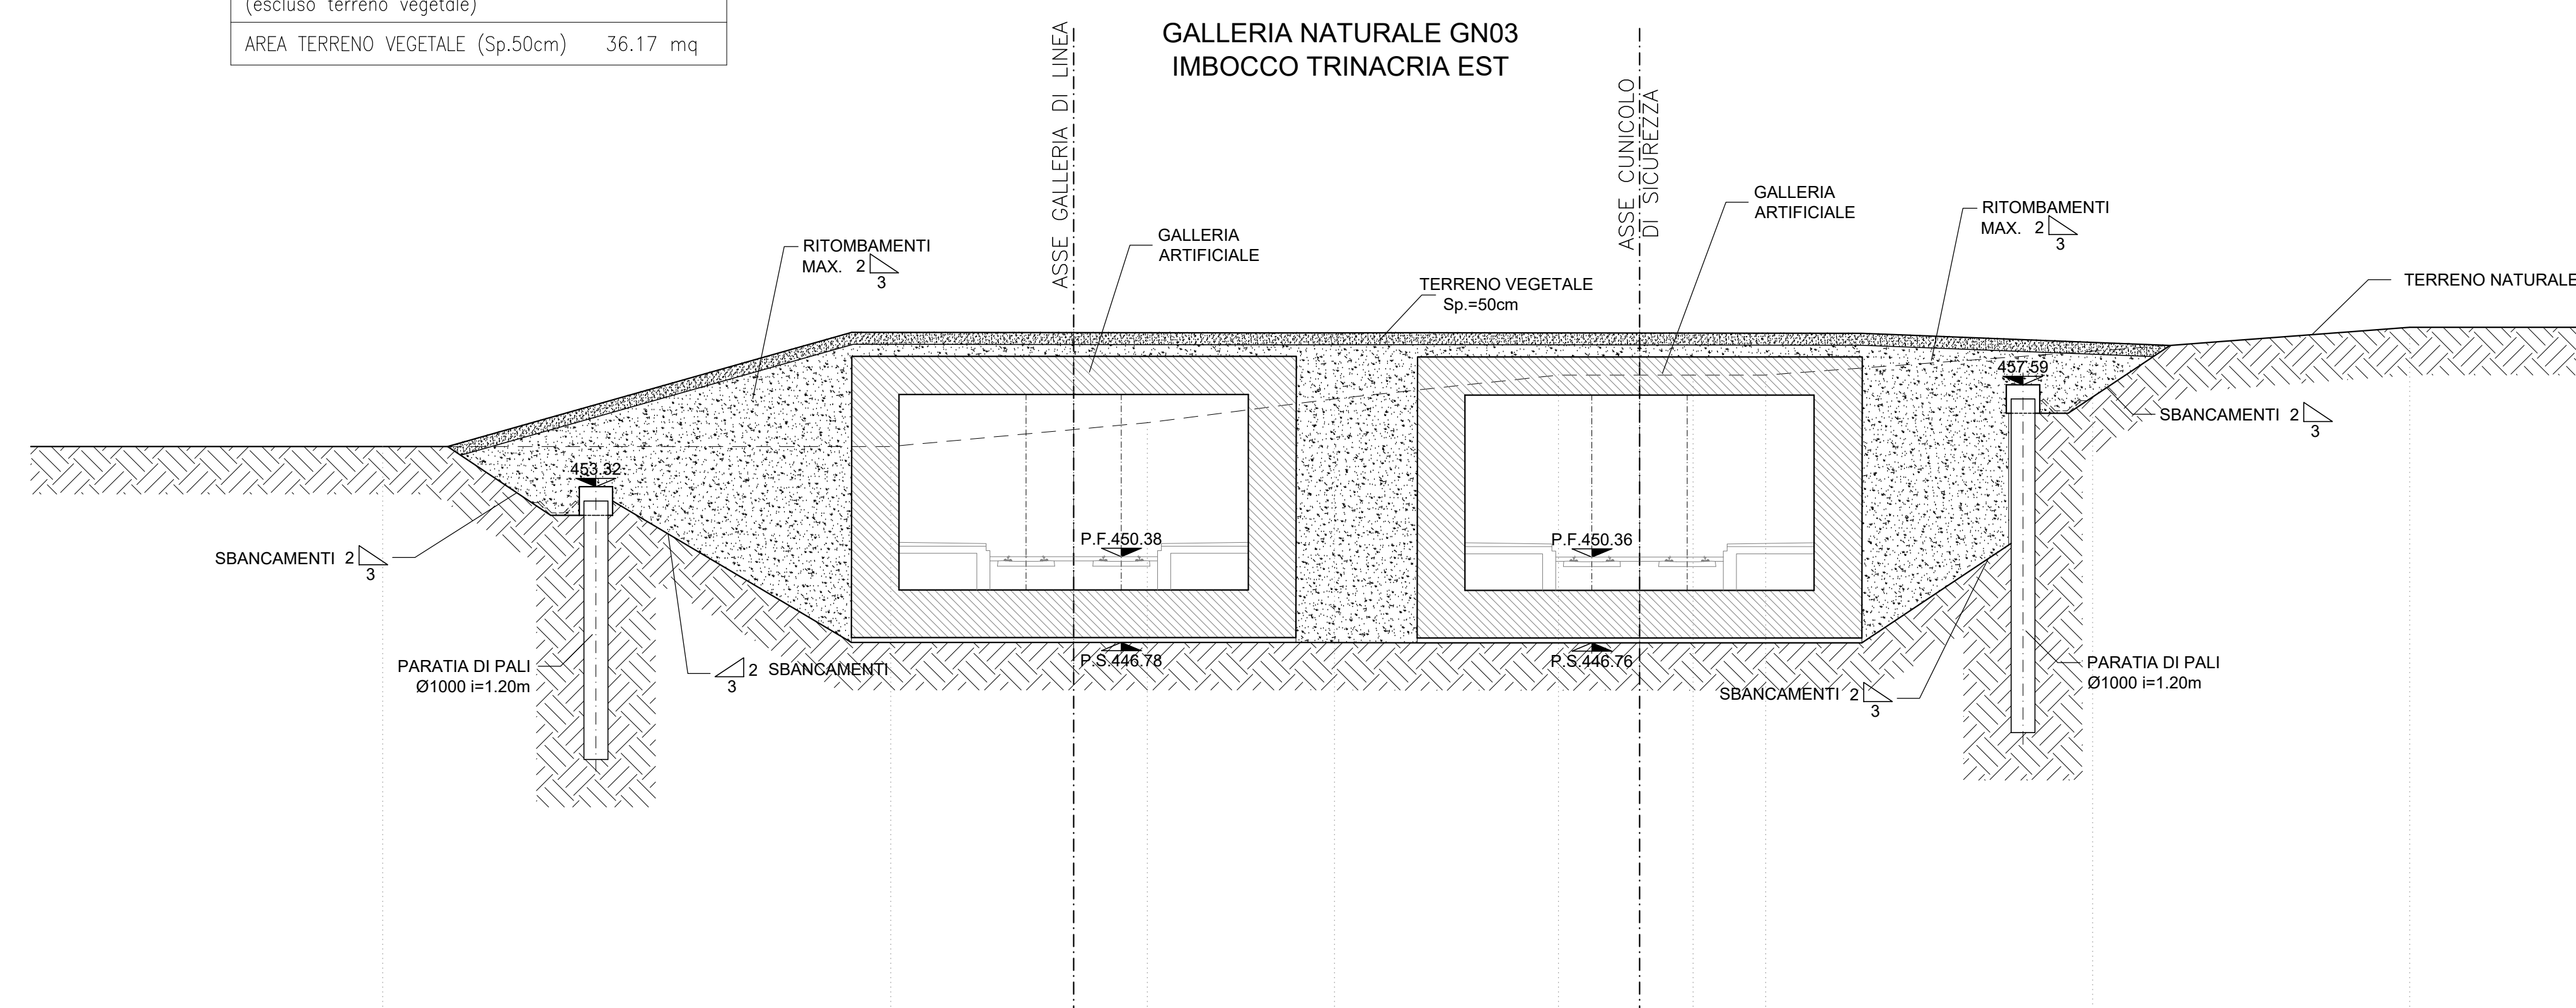 (escluso terreno vegetale)
AREA TERRENO VEGETALE (Sp.50cm) 36.17 mq
GALLERIA NATURALE GN03
IMBOCCO TRINACRIA EST
ASSE GALLERIA DI LINEA
ASSE CUNICOLO
DI SICUREZZA
GALLERIA
ARTIFICIALE
RITOMBAMENTI
MAX. 2
3
RITOMBAMENTI
MAX. 2
3
GALLERIA
ARTIFICIALE
TERRENO VEGETALE
Sp.=50cm
TERRENO NATURALE
457.59
SBANCAMENTI 2
3
453.32
SBANCAMENTI 2
3
P.F.450.38
P.F.450.36
PARATIA DI PALI
Ø1000 i=1.20m
2 SBANCAMENTI
3
P.S.446.78
P.S.446.76
SBANCAMENTI 2
3
PARATIA DI PALI
Ø1000 i=1.20m